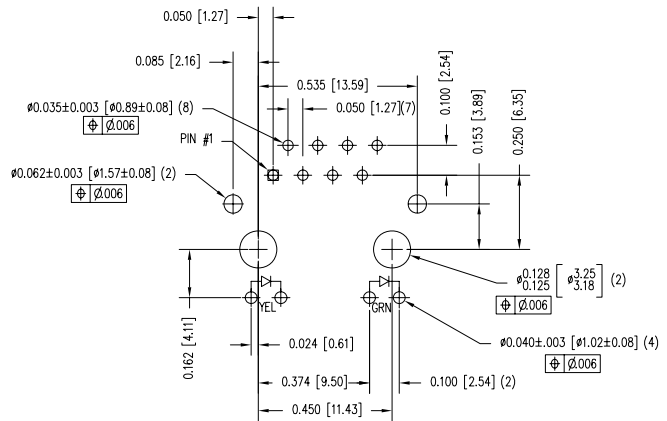 0.050 [1.27]
0.085 [2.16]
0.535 [13.59]
0.100 [2.54]
0.153 [3.89]
0.250 [6.35]
ø0.035±0.003 [ø0.89±0.08] (8)
⌖ Ø.006
0.050 [1.27](7)
PIN #1
ø0.062±0.003 [ø1.57±0.08] (2)
⌖ Ø.006
ø0.128 0.125 [ø3.25 3.18] (2)
⌖ Ø.006
YEL
GRN
0.162 [4.11]
0.024 [0.61]
ø0.040±.003 [ø1.02±0.08] (4)
⌖ Ø.006
0.374 [9.50]
0.100 [2.54] (2)
0.450 [11.43]